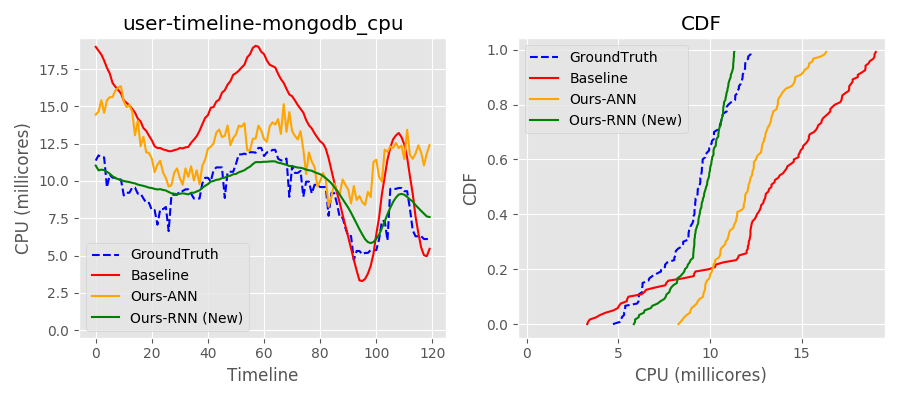 user-timeline-mongodb_cpu
CPU (millicores)
17.5
15.0
12.5
10.0
7.5
5.0
2.5
0.0
GroundTruth
Baseline
Ours-ANN
Ours-RNN (New)
0 20 40 60 80 100 120
Timeline
CDF
CDF
1.0
0.8
0.6
0.4
0.2
0.0
GroundTruth
Baseline
Ours-ANN
Ours-RNN (New)
0 5 10 15
CPU (millicores)